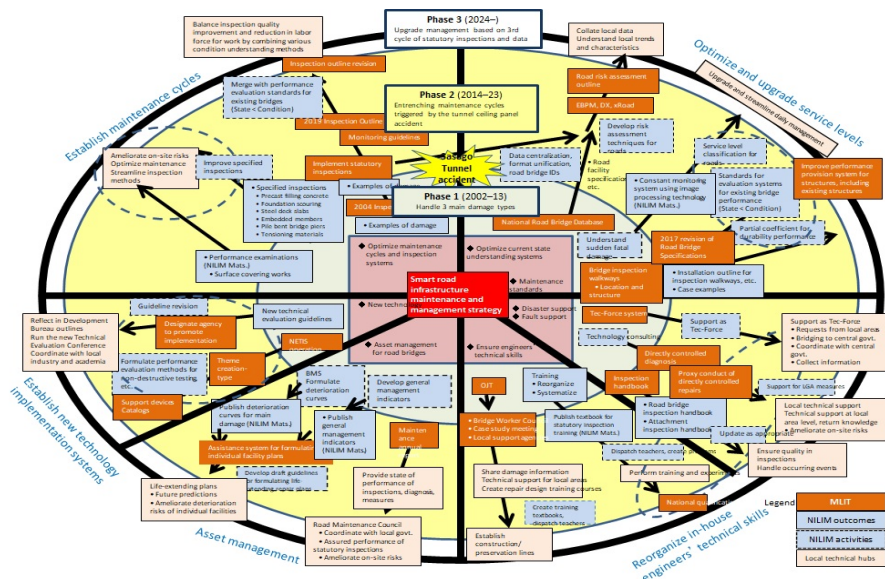 Phase 3 (2024–)
Upgrade management based on 3rd
cycle of statutory inspections and data
Phase 2 (2014–23)
Entrenching maintenance cycles
triggered by the tunnel ceiling panel
accident
Sasago
Tunnel
accident
Phase 1 (2002–13)
Handle 3 main damage types
Smart road
infrastructure
maintenance and
management strategy
Optimize maintenance
cycles and inspection
systems
Optimize current state
understanding systems
Maintenance
standards
Disaster support
Fault support
Ensure engineers'
technical skills
Asset management
for road bridges
Establish maintenance cycles
Balance inspection quality
improvement and reduction in labor
force for work by combining various
condition understanding methods
Inspection outline revision
Merge with performance
evaluation standards for
existing bridges
(State < Condition)
2019 Inspection Outline
Monitoring guidelines
Implement statutory
inspections
• Examples of
2004
• Examples of damage
Ameliorate on-site risks
Optimize maintenance
Streamline inspection
methods
Improve specified
inspections
• Specified inspections
• Precast filling concrete
• Foundation scouring
• Steel deck slabs
• Embedded members
• Pile bent bridge piers
• Tensioning materials
• Performance examinations
(NILIM Mats.)
• Surface covering works
Optimize and upgrade service levels
Collate local data
Understand local trends
and characteristics
Road risk assessment
outline
EBPM, DX, xRoad
Develop risk
assessment
techniques for
Data centralization,
format unification,
road bridge IDs
• Road
facility
etc.
National Road Bridge Database
Upgrade and streamline daily management
Service level
classification for
• Constant monitoring
system using image
processing technology
(NILIM Mats.)
Standards for
evaluation systems
for existing bridge
performance
(State < Condition)
Improve performance
provision system for
structures, including
existing structures
Partial coefficient for
durability performance
Understand
sudden fatal
damage
2017 revision of
Road Bridge
Specifications
Bridge inspection
walkways
• Location and
structure
• Installation outline for
inspection walkways, etc.
• Case examples
Establish new technology
implementation systems
Guideline revision
Designate agency to
promote
implementation
New technical
evaluation guidelines
Reflect in Development
Bureau outlines
Run the new Technical
Evaluation Conference
Coordinate with local
industry and academia
NETIS
Theme
creation-
type
Formulate performance
evaluation methods for
non-destructive testing
etc.
Support devices
Catalogs
Asset management
BMS
Formulate
deterioration
curves
Develop general
management
indicators
Publish deterioration
curves for main
damage (NILIM Mats.)
• Publish
general
management
indicators
(NILIM Mats)
Mainten
ance
Assistance system for formulating
individual facility plans
Develop draft guidelines
for formulating life-
Life-extending plans
• Future predictions
• Ameliorate deterioration
risks of individual facilities
Provide state of
performance of
inspections, diagnosis,
measures
Road Maintenance Council
• Coordinate with local govt.
• Assured performance of
statutory inspections
• Ameliorate on-site risks
Reorganize in-house
engineers' technical skills
Tec-Force system
Support as
Tec-Force
Technology consulting
Directly controlled
diagnosis
Support as Tec-Force
• Requests from local areas
• Bridging to central govt.
• Coordinate with central
govt.
• Collect information
Training
• Reorganize
• Systematize
Inspection
handbook
Proxy conduct of
directly controlled
repairs
Support for LGA measures
OJT
• Bridge Worker
• Case study meeting
• Local support
Publish textbook for
statutory inspection
training (NILIM Mat.)
• Road bridge
inspection handbook
• Attachment
inspection handbook
Local technical support
Technical support at local
area level, return knowledge
• Ameliorate on-site risks
Update as appropriate
Dispatch teachers, create
Share damage information
Technical support for local areas
Create repair design training courses
Perform training and
Ensure quality in
inspections
Handle occurring events
Create training
textbooks,
dispatch teachers
National
Establish
construction/
preservation lines
Legend
MLIT
NILIM outcomes
NILIM activities
Local technical hubs